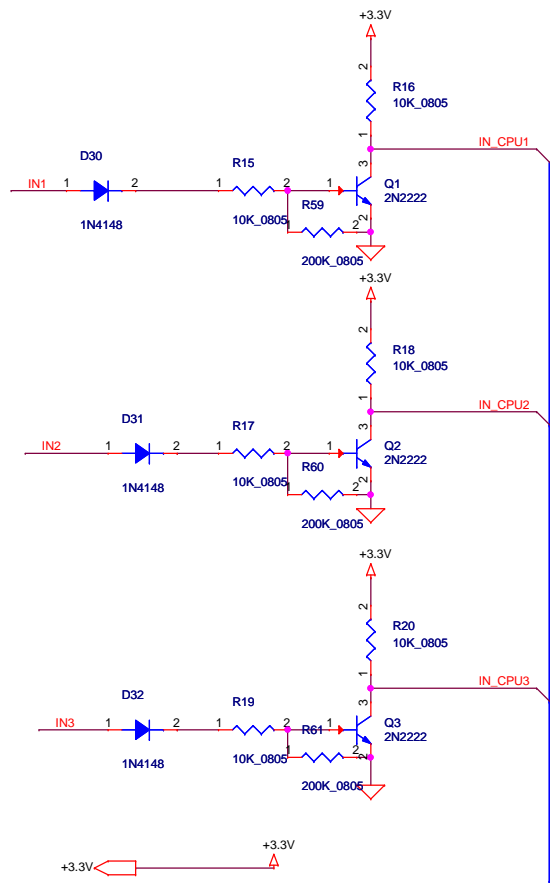 +3.3V
2
R16
10K_0805
1
IN_CPU1
D30
R15
3
IN1
1
2
1
2
1
Q1
2N2222
R59
1N4148
10K_0805
1
2
2
200K_0805
+3.3V
2
R18
10K_0805
1
IN_CPU2
D31
R17
3
IN2
1
2
1
2
1
Q2
2N2222
R60
1N4148
10K_0805
1
2
2
200K_0805
+3.3V
2
R20
10K_0805
1
IN_CPU3
D32
R19
3
IN3
1
2
1
2
R61
1
Q3
2N2222
1N4148
10K_0805
1
2
2
200K_0805
+3.3V
+3.3V